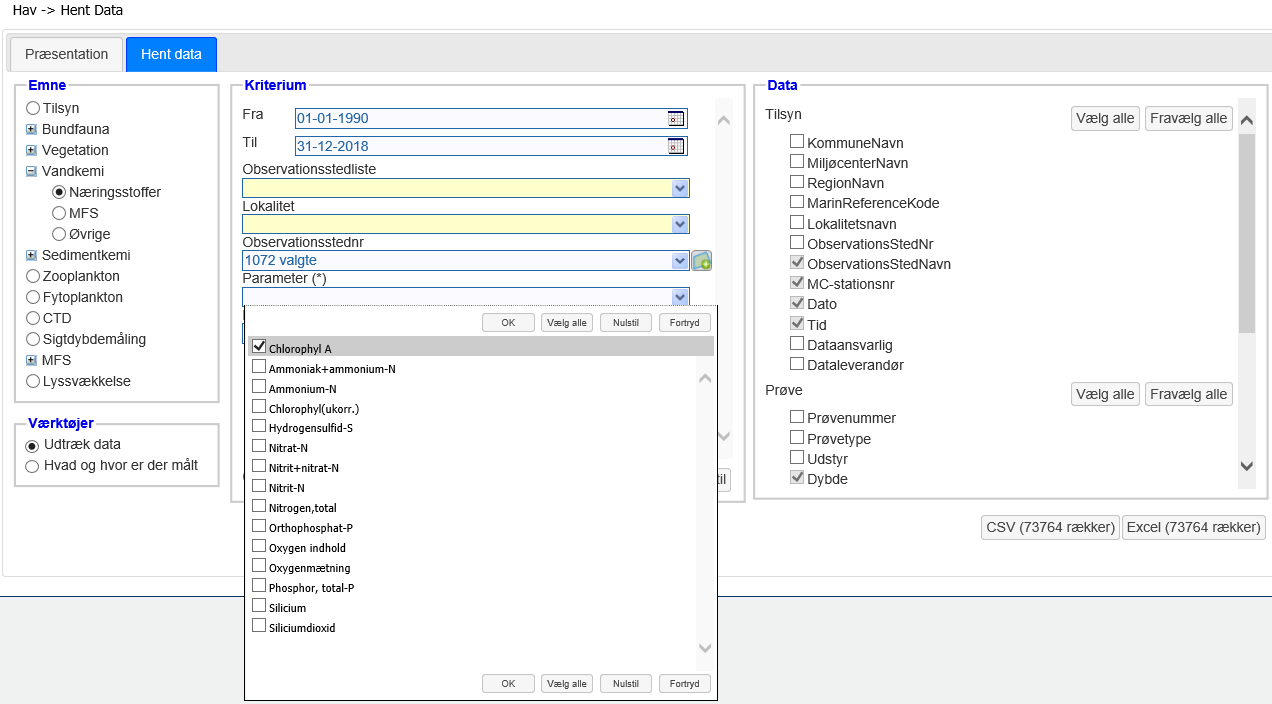 Hav -> Hent Data
Præsentation
Hent data
Emne
Tilsyn
Bundfauna
Vegetation
Vandkemi
Næringsstoffer
MFS
Øvrige
Sedimentkemi
Zooplankton
Fytoplankton
CTD
Sigtdybdemåling
MFS
Lyssvækkelse
Værktøjer
Udtræk data
Hvad og hvor er der målt
Kriterium
Fra
01-01-1990
Til
31-12-2018
Observationsstedliste
Lokalitet
Observationsstednr
1072 valgte
Parameter (*)
OK
Vælg alle
Nulstil
Fortryd
Chlorophyl A
Ammoniak+ammonium-N
Ammonium-N
Chlorophyl(ukorr.)
Hydrogensulfid-S
Nitrat-N
Nitrit+nitrat-N
Nitrit-N
Nitrogen,total
Orthophosphat-P
Oxygen indhold
Oxygenmætning
Phosphor, total-P
Silicium
Siliciumdioxid
OK
Vælg alle
Nulstil
Fortryd
Data
Tilsyn
Vælg alle
Fravælg alle
KommuneNavn
MiljøcenterNavn
RegionNavn
MarinReferenceKode
Lokalitetsnavn
ObservationsStedNr
ObservationsStedNavn
MC-stationsnr
Dato
Tid
Dataansvarlig
Dataleverandør
Prøve
Vælg alle
Fravælg alle
Prøvenummer
Prøvetype
Udstyr
Dybde
CSV (73764 rækker)
Excel (73764 rækker)